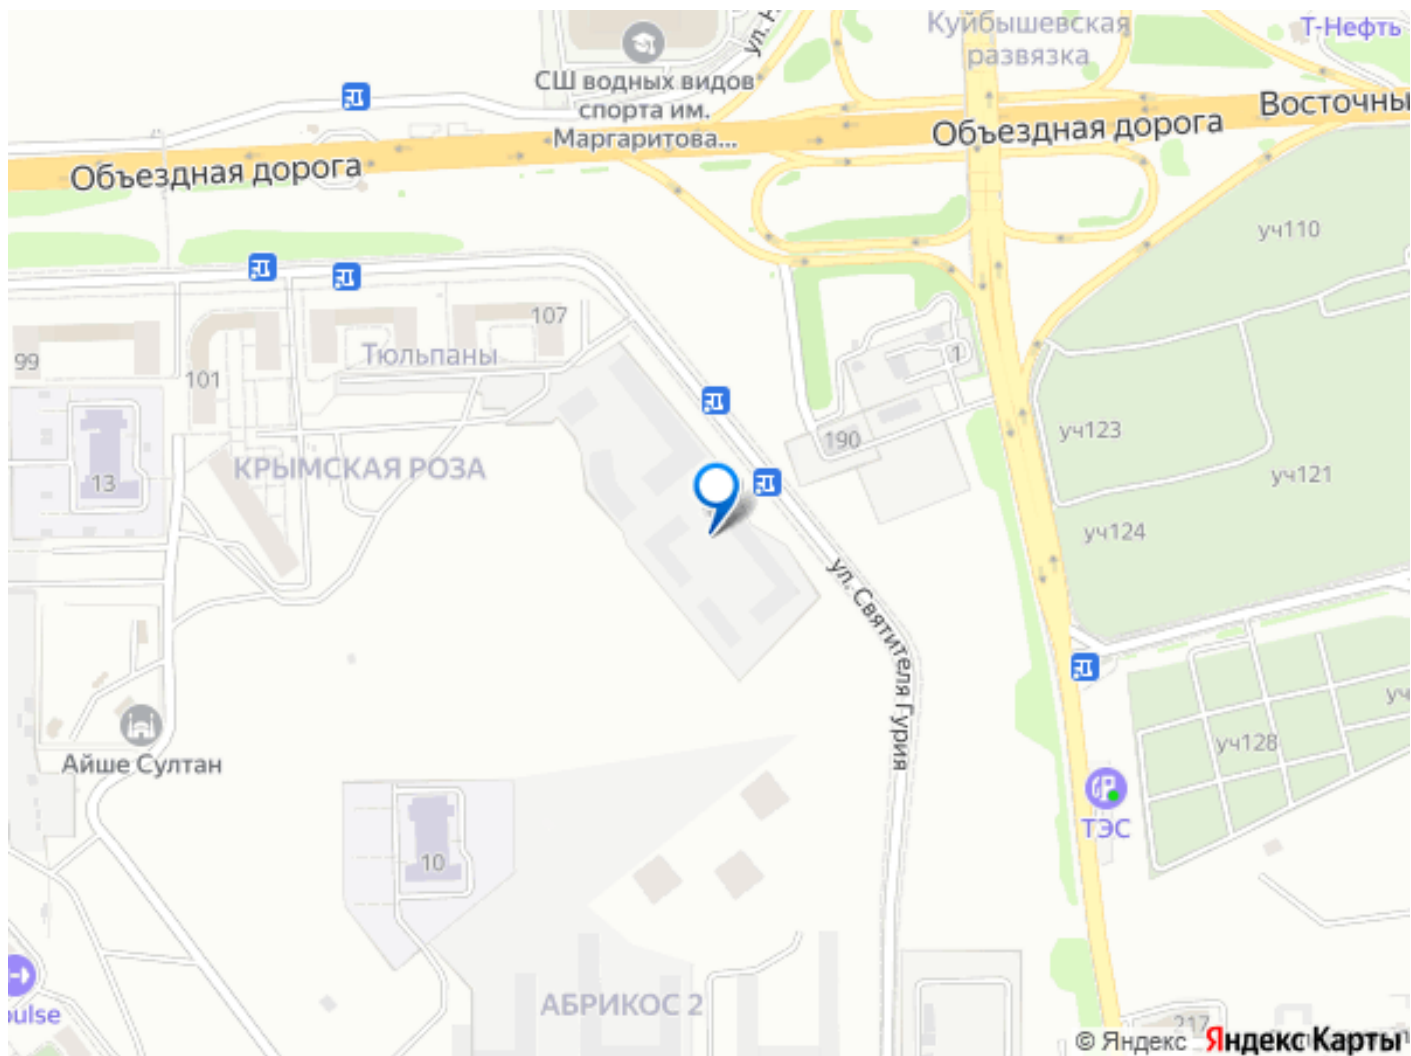 Куйбышевская
развязка
Т-Нефть
СШ водных видов
спорта им.
Маргаритова...
Восточны
Объездная дорога
Объездная дорога
уч110
107
99
Тюльпаны
101
1
уч123
190
КРЫМСКАЯ РОЗА
13
уч121
уч124
ул. Святителя Гурия
Айше Султан
уч128
ТЭС
10
АБРИКОС 2
oulse
217
© Яндекс
Яндекс Карты